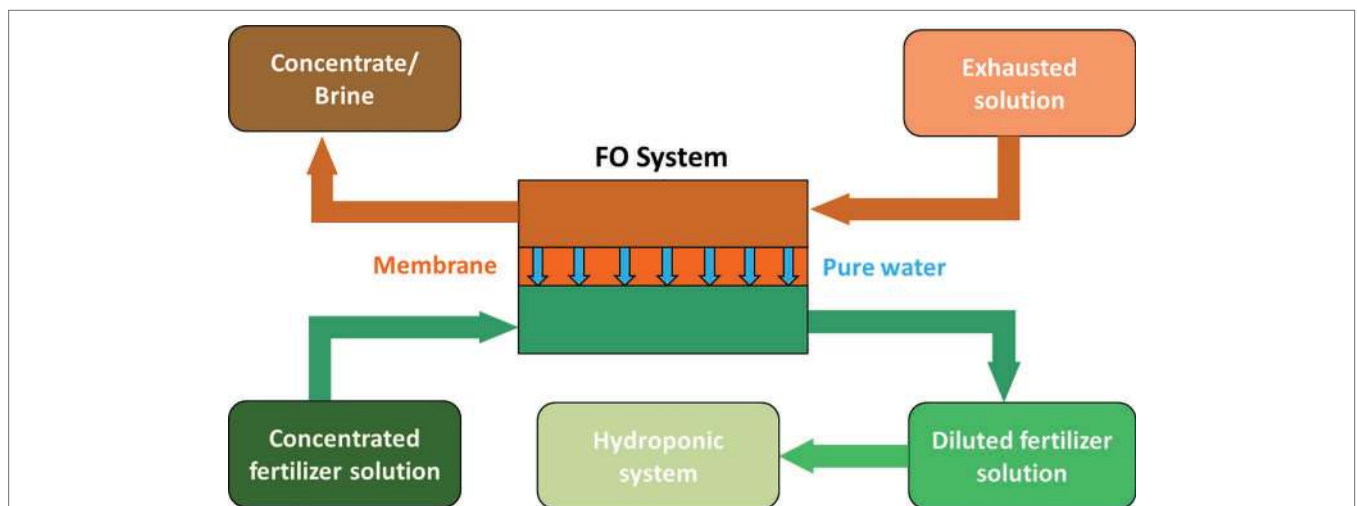 Concentrate/
Brine
Exhausted
solution
FO System
Membrane
Pure water
Concentrated
fertilizer solution
Hydroponic
system
Diluted fertilizer
solution